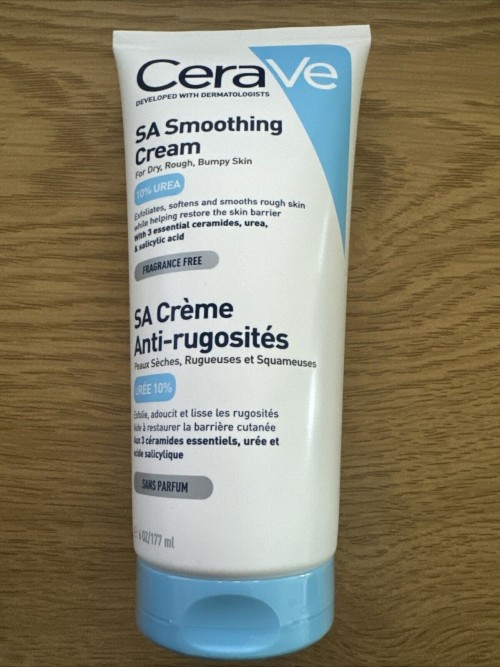 CeraVe
DEVELOPED WITH DERMATOLOGISTS
SA Smoothing
Cream
For Dry, Rough, Bumpy Skin
10% UREA
Exfoliates, softens and smooths rough skin
while helping restore the skin barrier
With 3 essential ceramides, urea,
& salicylic acid
FRAGRANCE FREE
SA Crème
Anti-rugosités
Peaux Sèches, Rugueuses et Squameuses
URÉE 10%
Exfolie, adoucit et lisse les rugosités
Aide à restaurer la barrière cutanée
Aux 3 céramides essentiels, urée et
acide salicylique
SANS PARFUM
6 OZ/177 ml